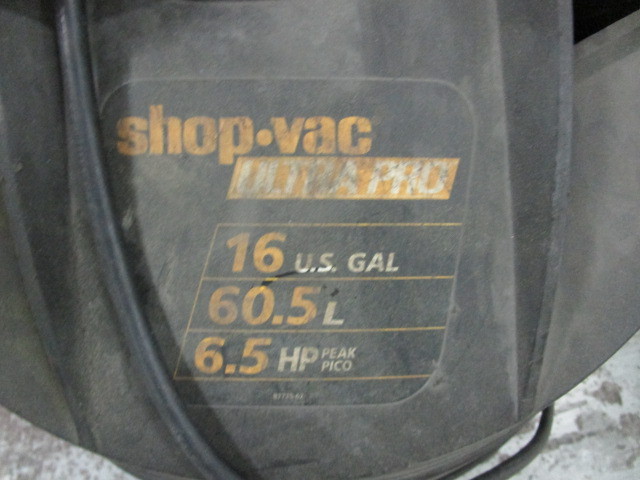 shop·vac
ULTRA PRO
16 U.S. GAL
60.5 L
6.5 HP PEAK
PICO